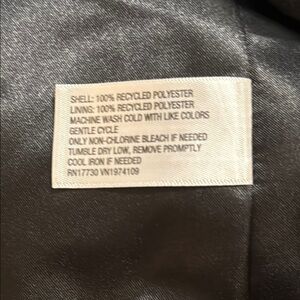 SHELL: 100% RECYCLED POLYESTER
LINING: 100% RECYCLED POLYESTER
MACHINE WASH COLD WITH LIKE COLORS
GENTLE CYCLE
ONLY NON-CHLORINE BLEACH IF NEEDED
TUMBLE DRY LOW, REMOVE PROMPTLY
COOL IRON IF NEEDED
RN17730 VN1974109